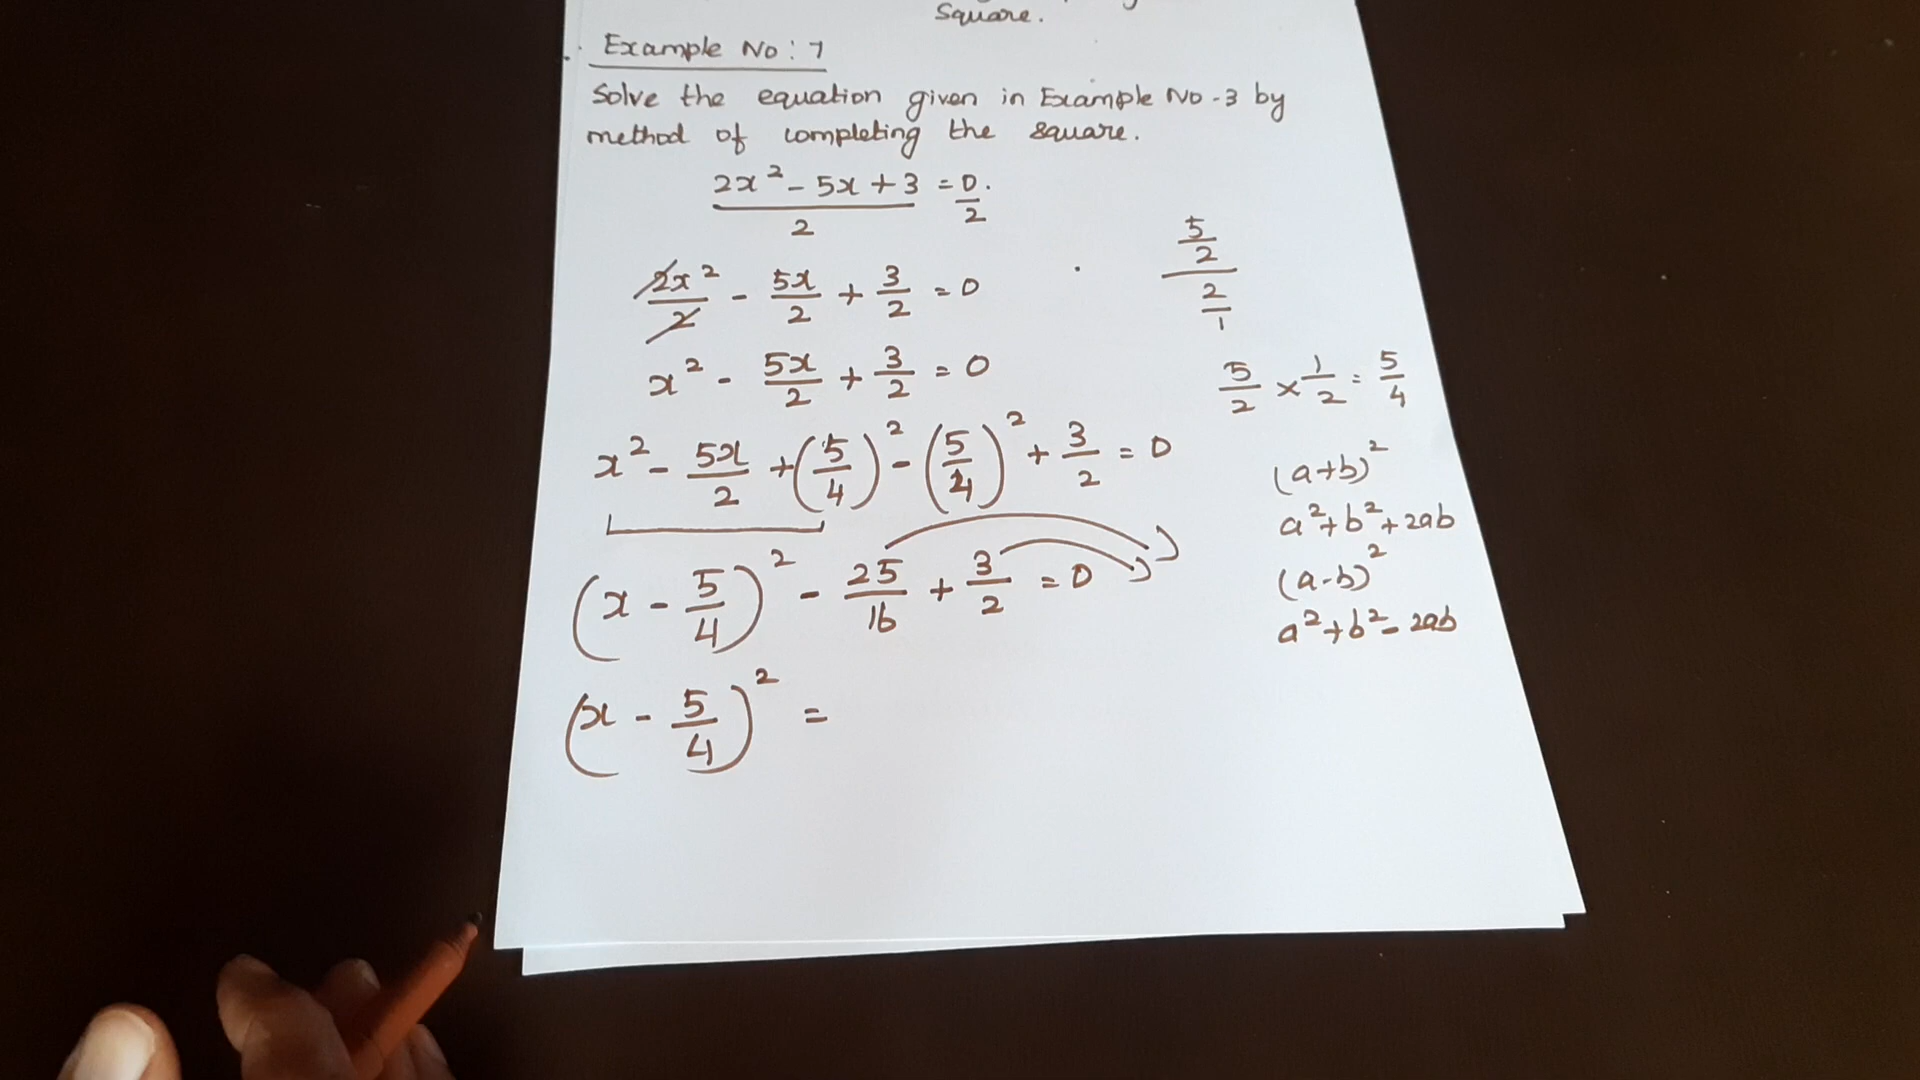 Square.
Example No: 7
Solve the equation given in Example No-3 by
method of completing the square.
2x² - 5x + 3 / 2 = 0/2.
2x²/2 - 5x/2 + 3/2 = 0
x² - 5x/2 + 3/2 = 0
x² - 5x/2 + (5/4)² - (5/4)² + 3/2 = 0
(x - 5/4)² - 25/16 + 3/2 = 0
(x - 5/4)² =
5/2 / 2/1
5/2 × 1/2 = 5/4
(a+b)²
a²+b²+2ab
(a-b)²
a²+b²-2ab